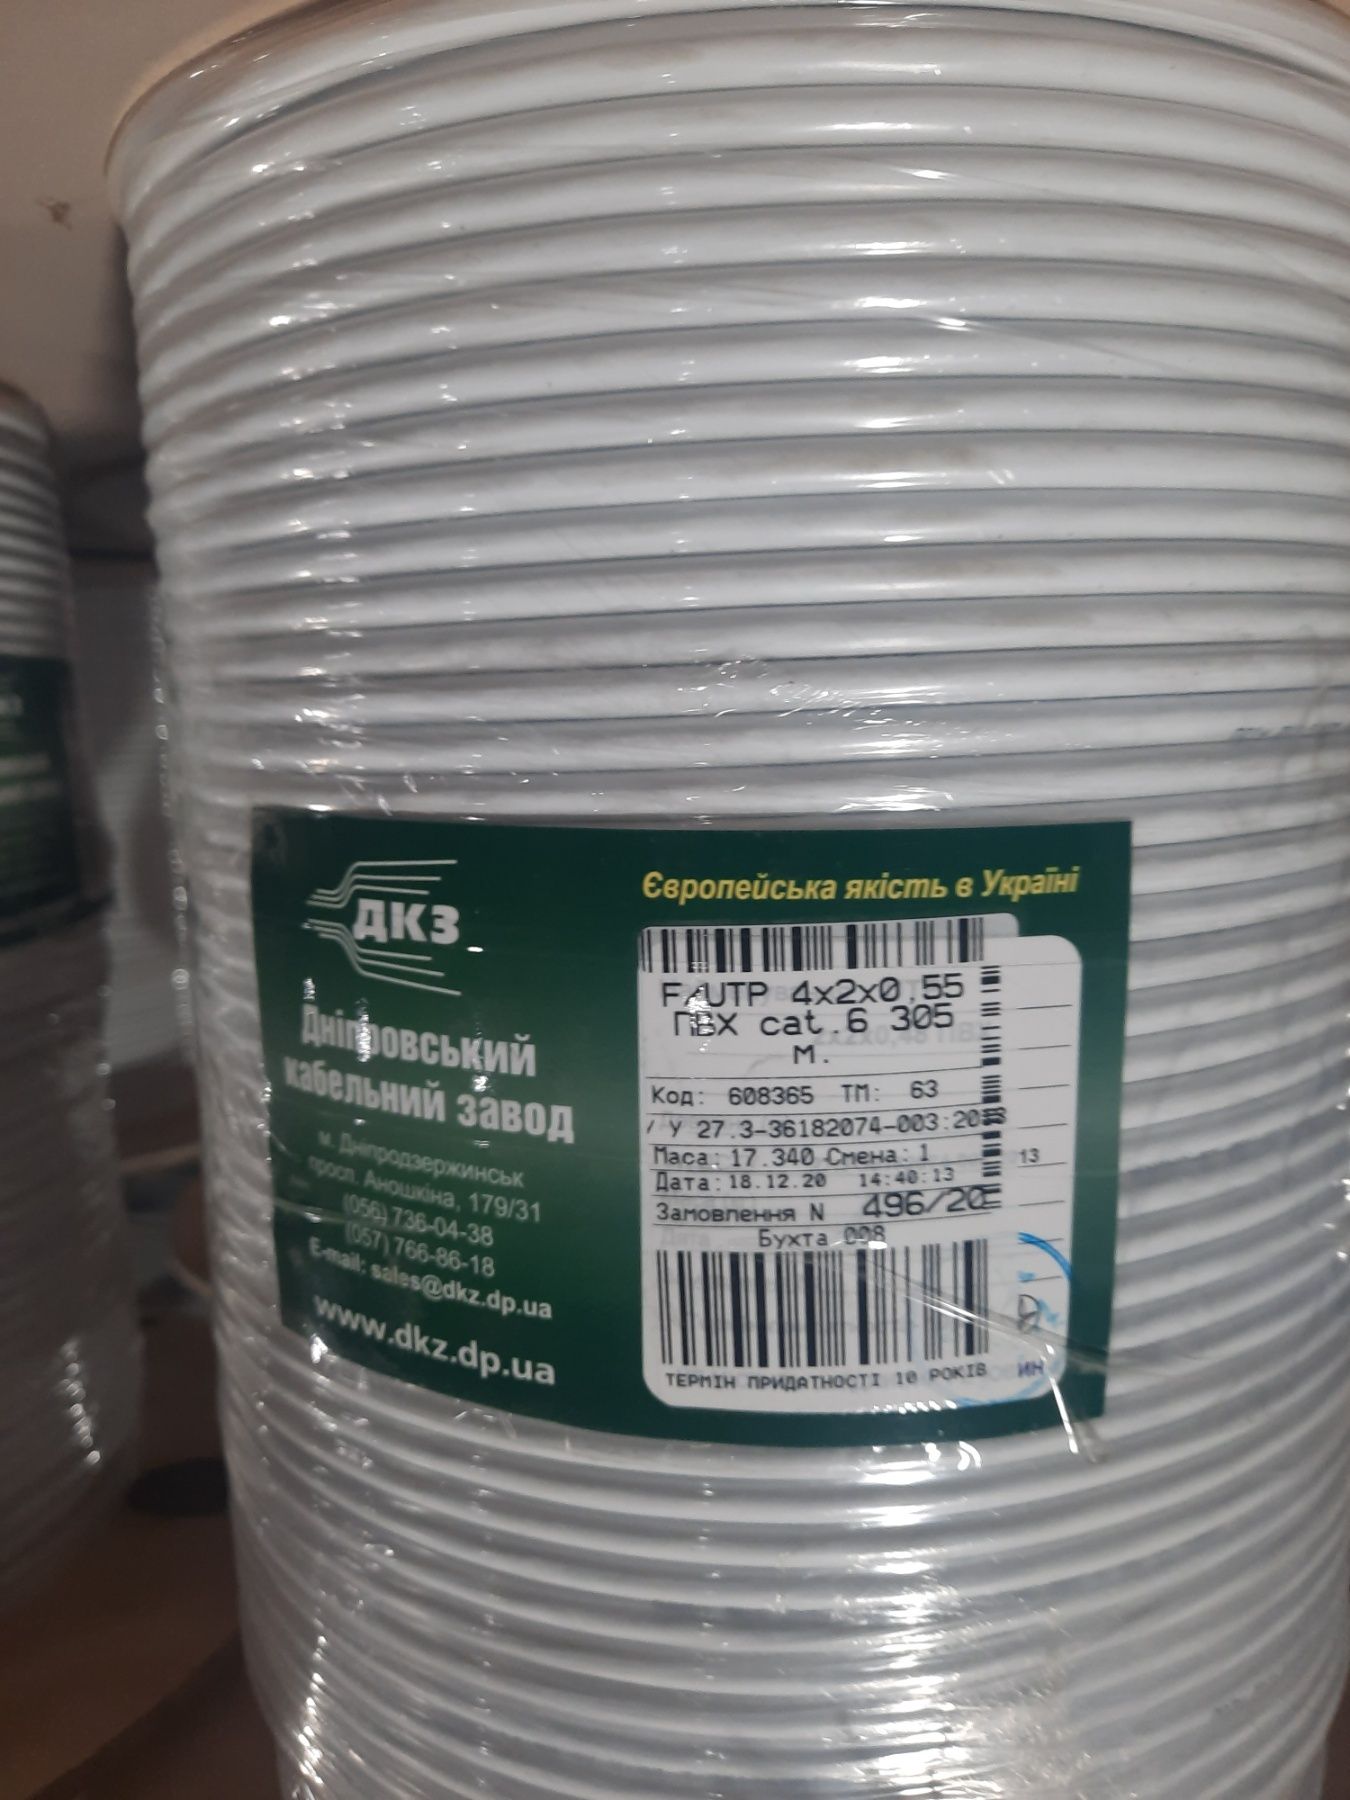 ДКЗ
Дніпровський
кабельний завод
м. Дніпродзержинськ
просп. Аношкіна, 179/31
(056) 736-04-38
(057) 766-86-18
E-mail: sales@dkz.dp.ua
www.dkz.dp.ua
Європейська якість в Україні
F/UTP 4x2x0,55
ПВХ cat.6 305
м.
Код: 608365 ТМ: 63
У 27.3-36182074-003:2018
Маса: 17.340 Смена: 1
13
Дата: 18.12.20 14:40:13
Замовлення N 496/20
Бухта 008
ТЕРМІН ПРИДАТНОСТІ 10 РОКІВ